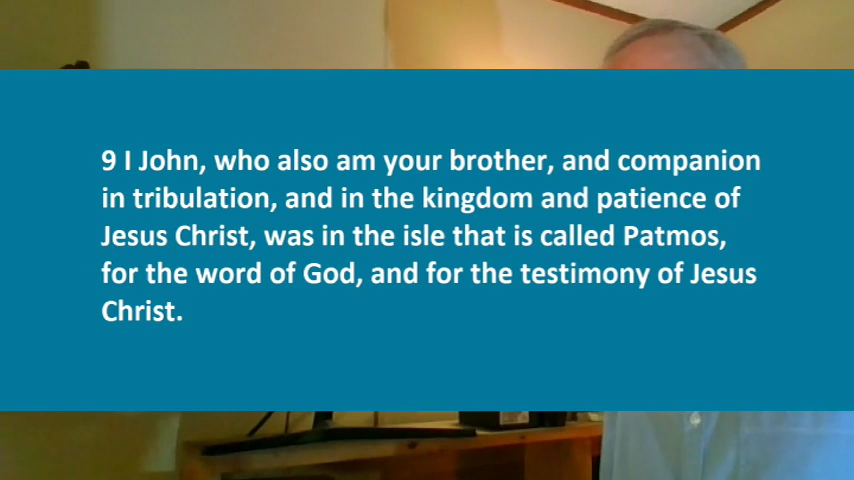 9 I John, who also am your brother, and companion
in tribulation, and in the kingdom and patience of
Jesus Christ, was in the isle that is called Patmos,
for the word of God, and for the testimony of Jesus
Christ.